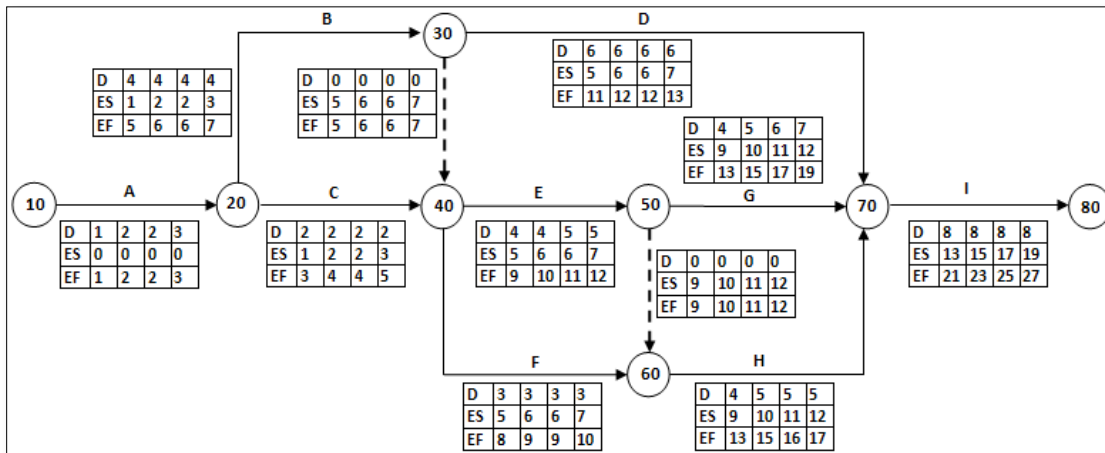 B
30
D
D 4 4 4 4
ES 1 2 2 3
EF 5 6 6 7
D 0 0 0 0
ES 5 6 6 7
EF 5 6 6 7
D 6 6 6 6
ES 5 6 6 7
EF 11 12 12 13
D 4 5 6 7
ES 9 10 11 12
EF 13 15 17 19
10
A
20
C
40
E
50
G
70
I
80
D 1 2 2 3
ES 0 0 0 0
EF 1 2 2 3
D 2 2 2 2
ES 1 2 2 3
EF 3 4 4 5
D 4 4 5 5
ES 5 6 6 7
EF 9 10 11 12
D 0 0 0 0
ES 9 10 11 12
EF 9 10 11 12
D 8 8 8 8
ES 13 15 17 19
EF 21 23 25 27
F
60
H
D 3 3 3 3
ES 5 6 6 7
EF 8 9 9 10
D 4 5 5 5
ES 9 10 11 12
EF 13 15 16 17